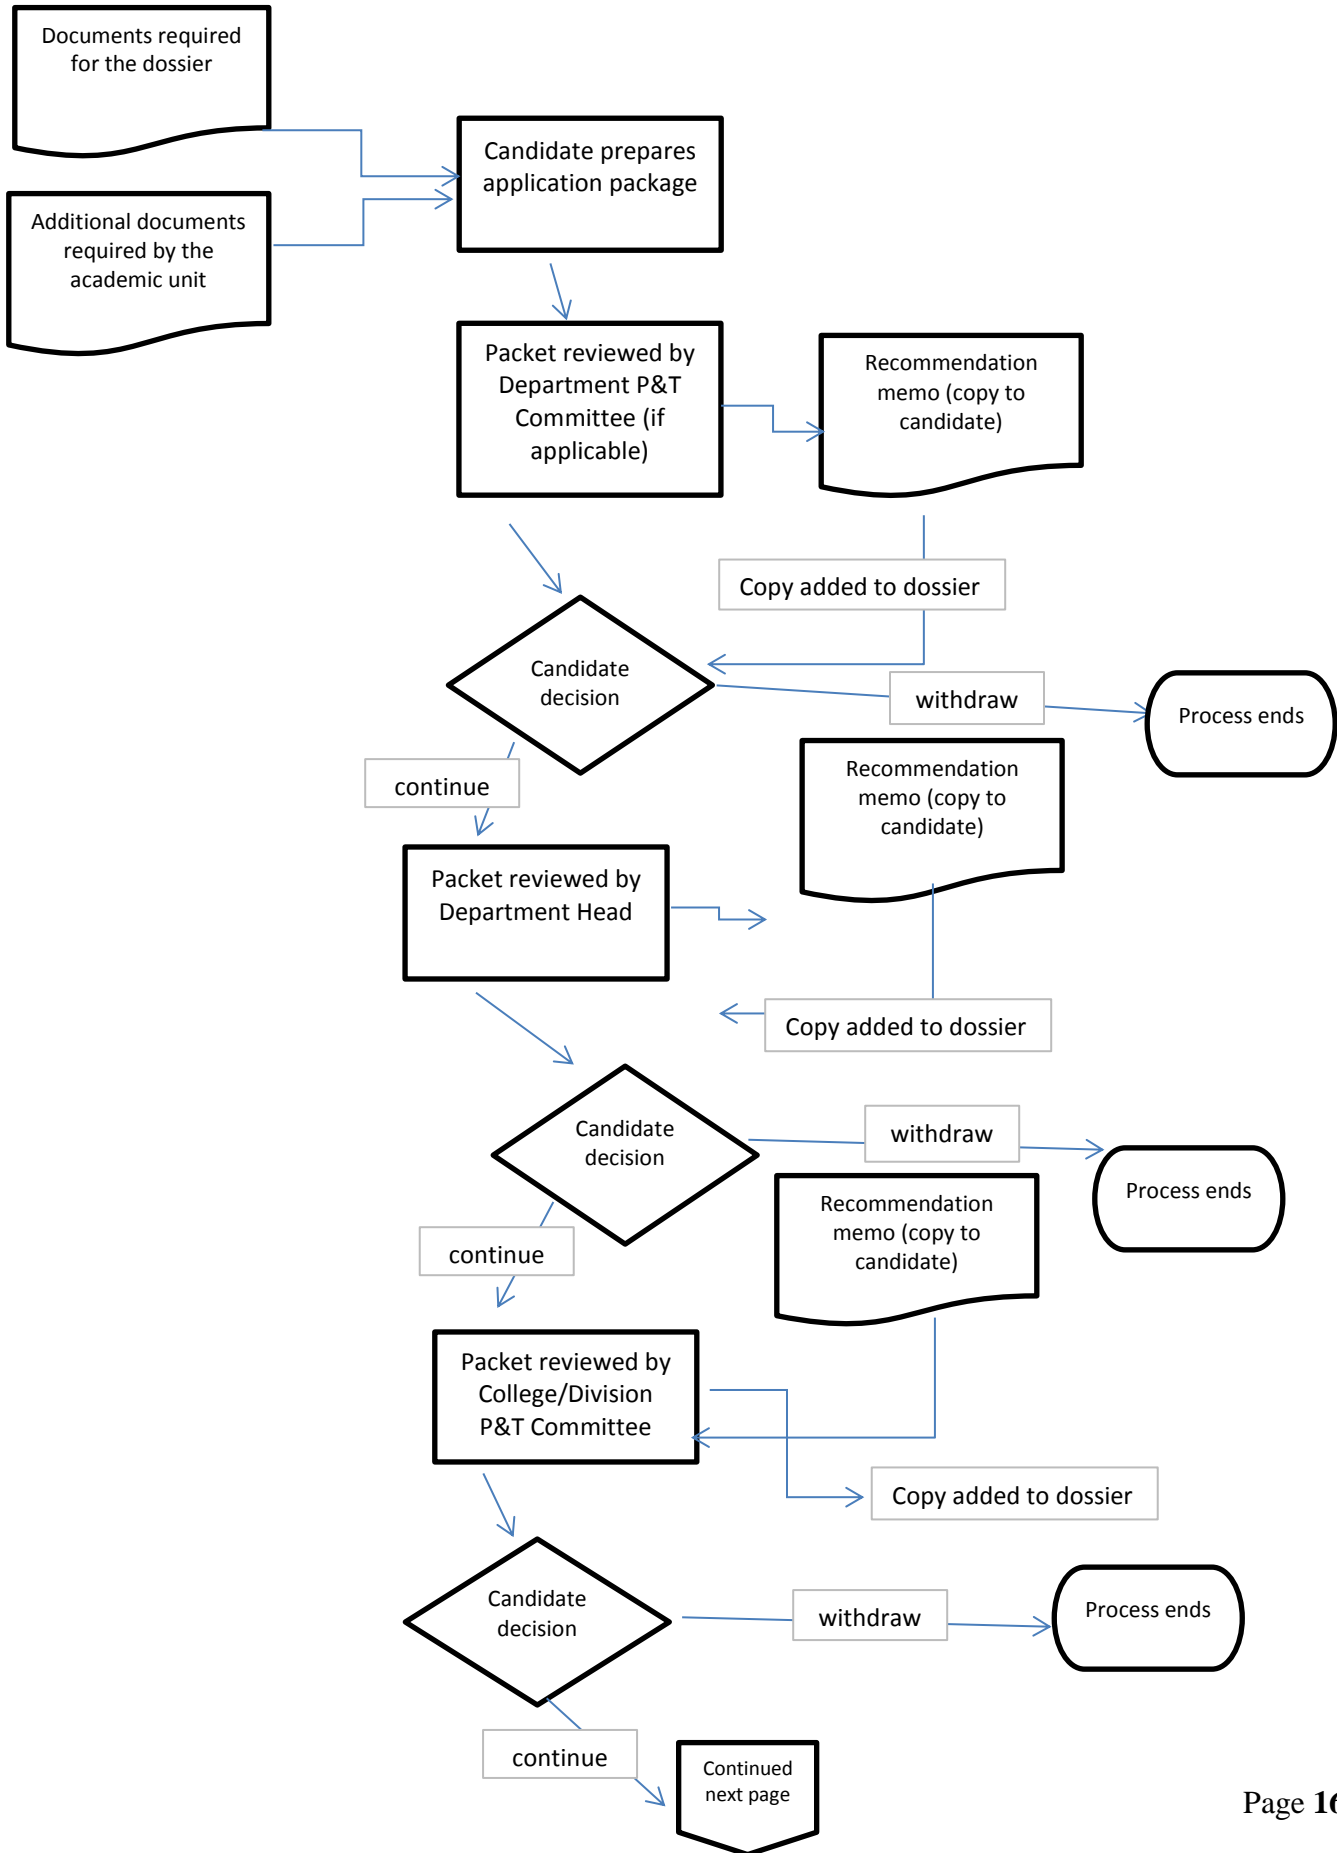 Documents required
for the dossier
Candidate prepares
application package
Additional documents
required by the
academic unit
Packet reviewed by
Department P&T
Committee (if
applicable)
Recommendation
memo (copy to
candidate)
Copy added to dossier
Candidate
decision
withdraw
Process ends
continue
Recommendation
memo (copy to
candidate)
Packet reviewed by
Department Head
Copy added to dossier
Candidate
decision
withdraw
Process ends
continue
Recommendation
memo (copy to
candidate)
Packet reviewed by
College/Division
P&T Committee
Copy added to dossier
Candidate
decision
withdraw
Process ends
continue
Continued
next page
Page 16